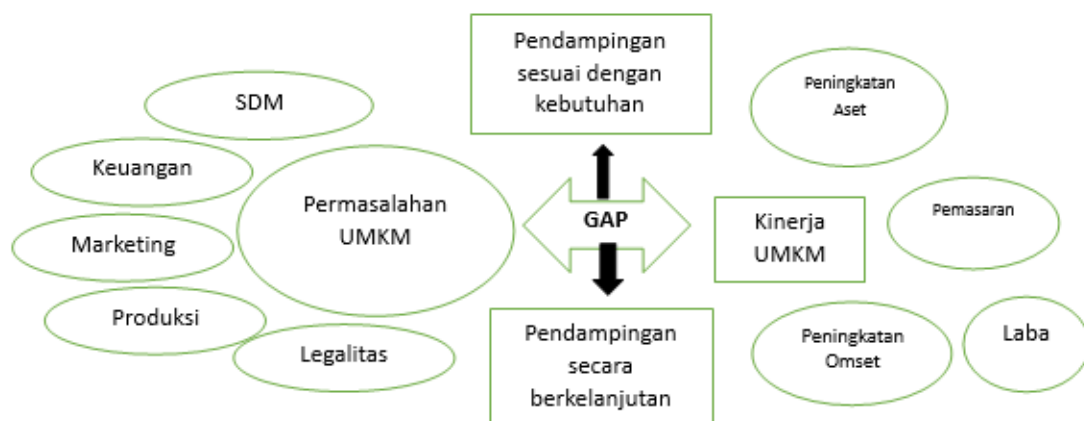 Pendampingan
sesuai dengan
kebutuhan
Peningkatan
Aset
SDM
Keuangan
Permasalahan
UMKM
GAP
Kinerja
UMKM
Pemasaran
Marketing
Produksi
Legalitas
Pendampingan
secara
berkelanjutan
Peningkatan
Omset
Laba